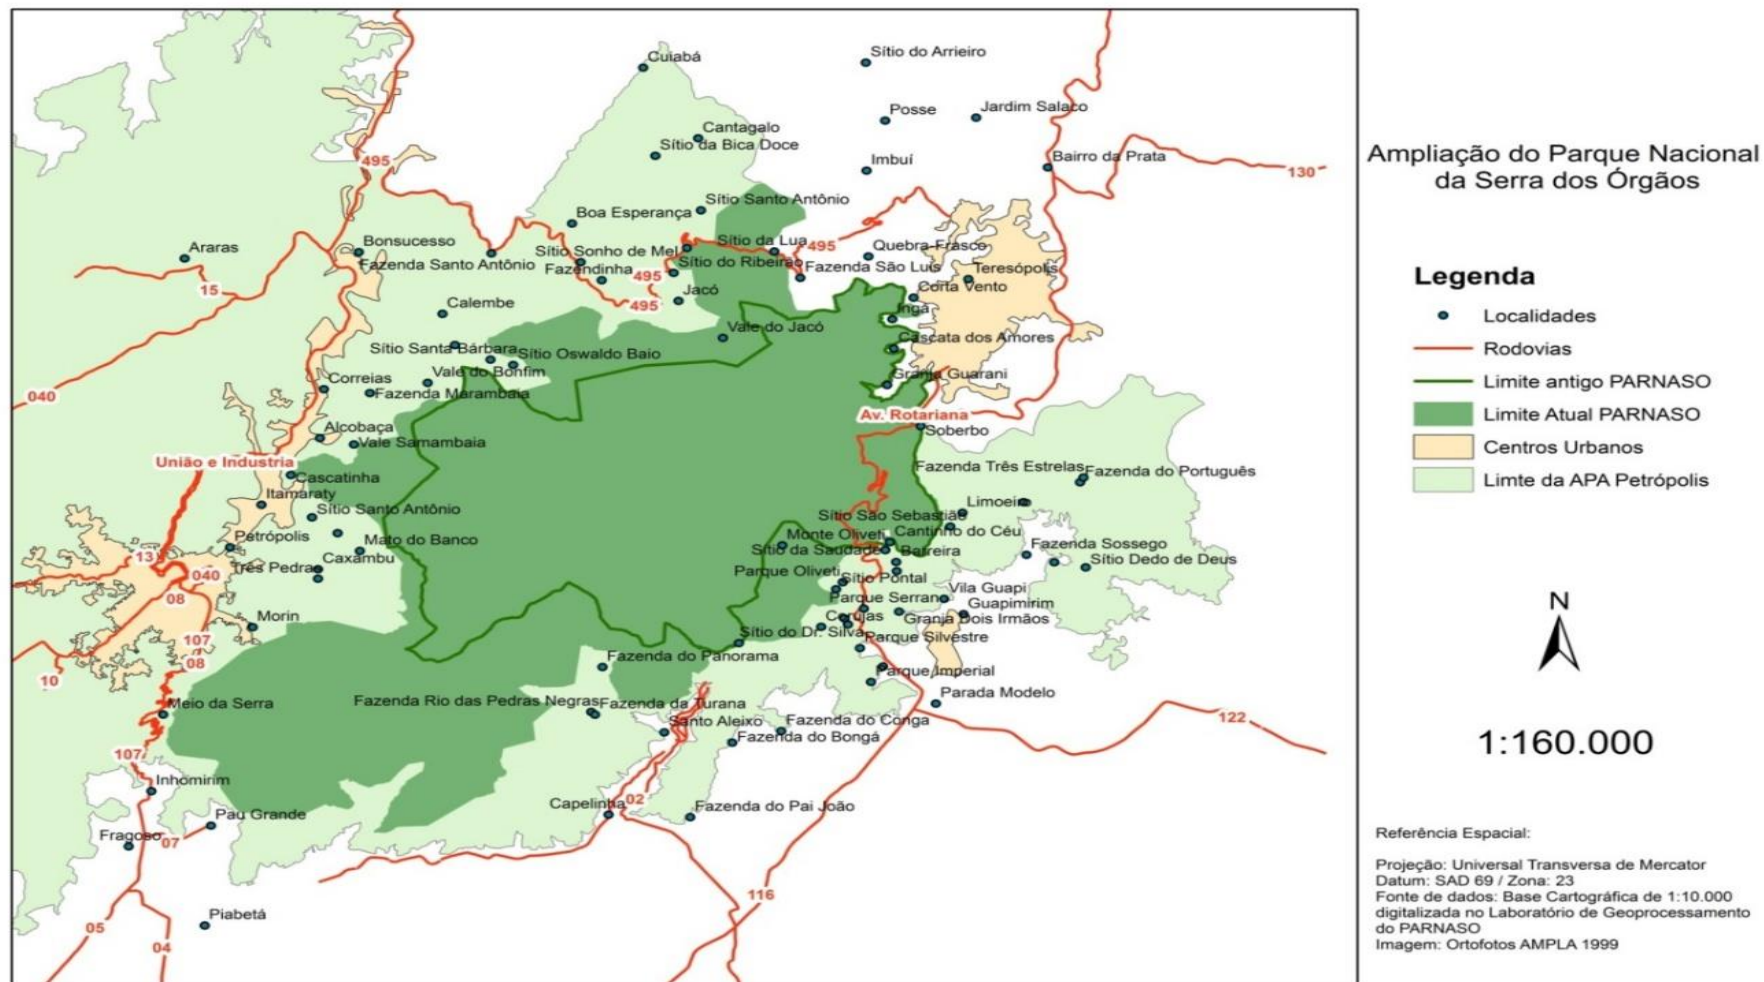 Cuiabá
Sítio do Arrieiro
Posse
Jardim Salaco
Cantagalo
Sítio da Bica Doce
495
Imbuí
Bairro da Prata
130
Sítio Santo Antônio
Boa Esperança
Araras
Bonsucesso
Sítio Sonho de Mel
Sítio da Lua
495
Quebra-Frasco
Fazenda Santo Antônio
Fazendinha
495
Sítio do Ribeirão
Fazenda São Luís
Teresópolis
15
Calembe
495
Jacó
Corta Vento
Ingá
Vale do Jacó
Cascata dos Amores
Sítio Santa Bárbara
Sítio Oswaldo Baio
040
Correias
Vale do Bonfim
Fazenda Marambaia
Granja Guarani
Av. Rotariana
Soberbo
Alcobaça
Vale Samambaia
União e Industria
Cascatinha
Fazenda Três Estrelas
Fazenda do Português
Itamaraty
Sítio Santo Antônio
Limoeiro
Sítio São Sebastião
Petrópolis
Mato do Banco
Monte Oliveti
Cantinho do Céu
13
Caxambu
Sítio da Saudade
Barreira
Fazenda Sossego
040
Três Pedras
Parque Oliveti
Sítio Pontal
Sítio Dedo de Deus
08
Parque Serrano
Vila Guapi
Morin
107
Corujas
Granja Dois Irmãos
Guapimirim
08
Sítio do Dr. Silva
Parque Silvestre
10
Fazenda do Panorama
Parque Imperial
Meio da Serra
Fazenda Rio das Pedras Negras
Fazenda da Turana
Parada Modelo
Santo Aleixo
Fazenda do Conga
122
107
Fazenda do Bongá
Inhomirim
Capelinha
02
Fazenda do Pai João
Pau Grande
Fragoso
07
116
Piabetá
05
04
Ampliação do Parque Nacional
da Serra dos Órgãos
Legenda
Localidades
Rodovias
Limite antigo PARNASO
Limite Atual PARNASO
Centros Urbanos
Limte da APA Petrópolis
N
1:160.000
Referência Espacial:
Projeção: Universal Transversa de Mercator
Datum: SAD 69 / Zona: 23
Fonte de dados: Base Cartográfica de 1:10.000
digitalizada no Laboratório de Geoprocessamento
do PARNASO
Imagem: Ortofotos AMPLA 1999